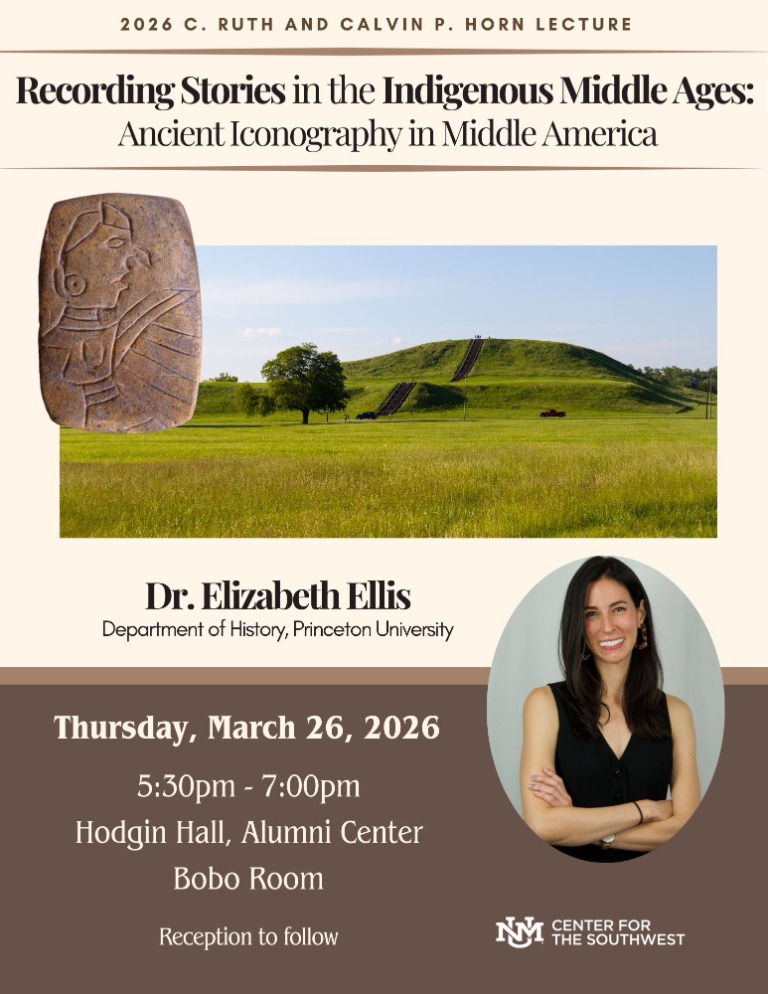 2026 C. RUTH AND CALVIN P. HORN LECTURE
Recording Stories in the Indigenous Middle Ages:
Ancient Iconography in Middle America
Dr. Elizabeth Ellis
Department of History, Princeton University
Thursday, March 26, 2026
5:30pm - 7:00pm
Hodgin Hall, Alumni Center
Bobo Room
Reception to follow
UNM CENTER FOR
THE SOUTHWEST